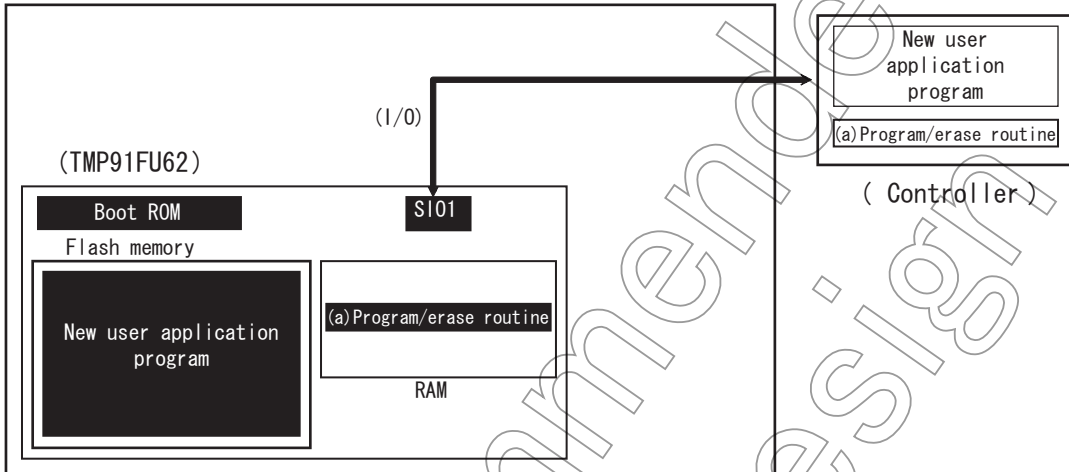 New user
application
program
(I/O)
(a)Program/erase routine
(TMP91FU62)
( Controller )
Boot ROM
SIO1
Flash memory
(a)Program/erase routine
New user application
program
RAM